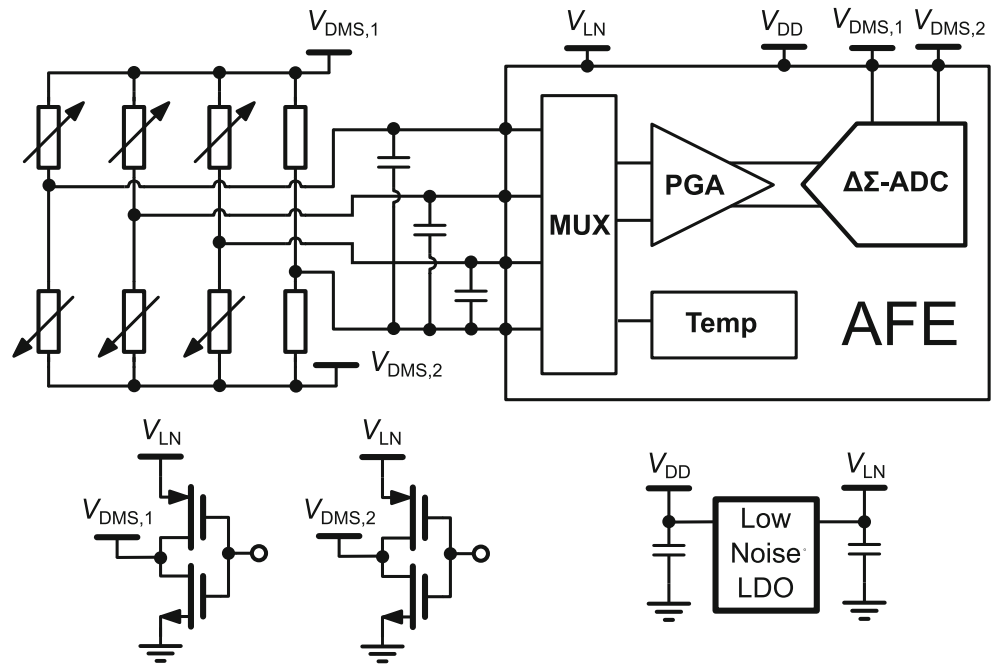 V_DMS,1
V_LN
V_DD
V_DMS,1
V_DMS,2
MUX
PGA
ΔΣ-ADC
Temp
AFE
V_DMS,2
V_LN
V_DMS,1
V_LN
V_DMS,2
V_DD
V_LN
Low
Noise
LDO